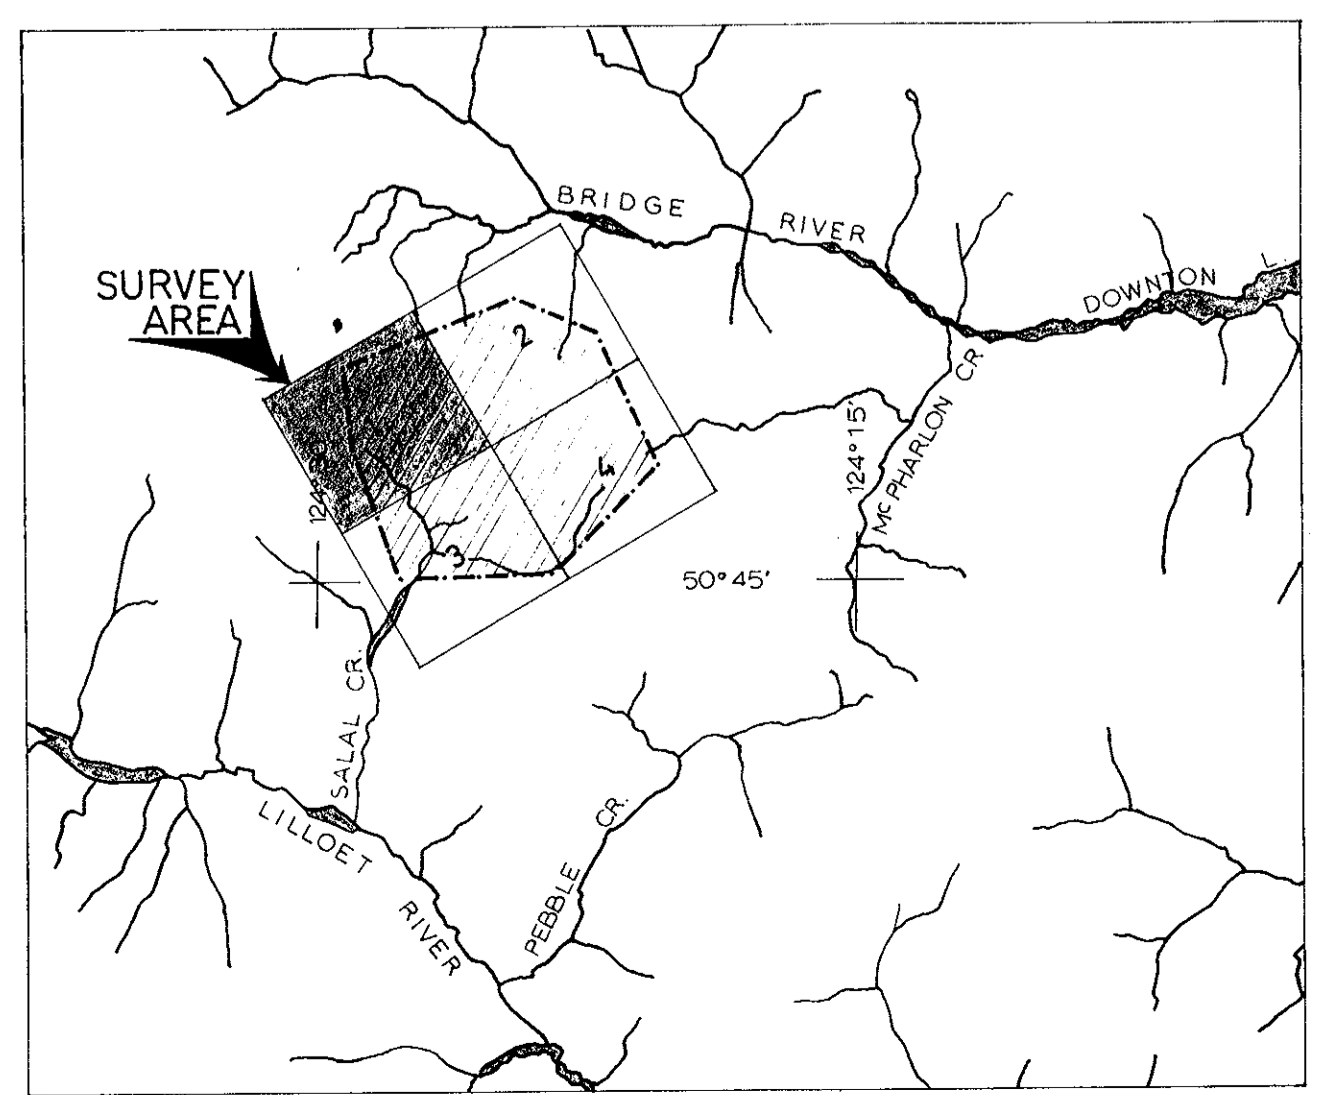 BRIDGE RIVER
SURVEY
AREA
DOWNTON L.
2
MCPHARLON CR
124°15'
4
3
50°45'
SALAL CR.
LILLOET RIVER
PEBBLE CR.